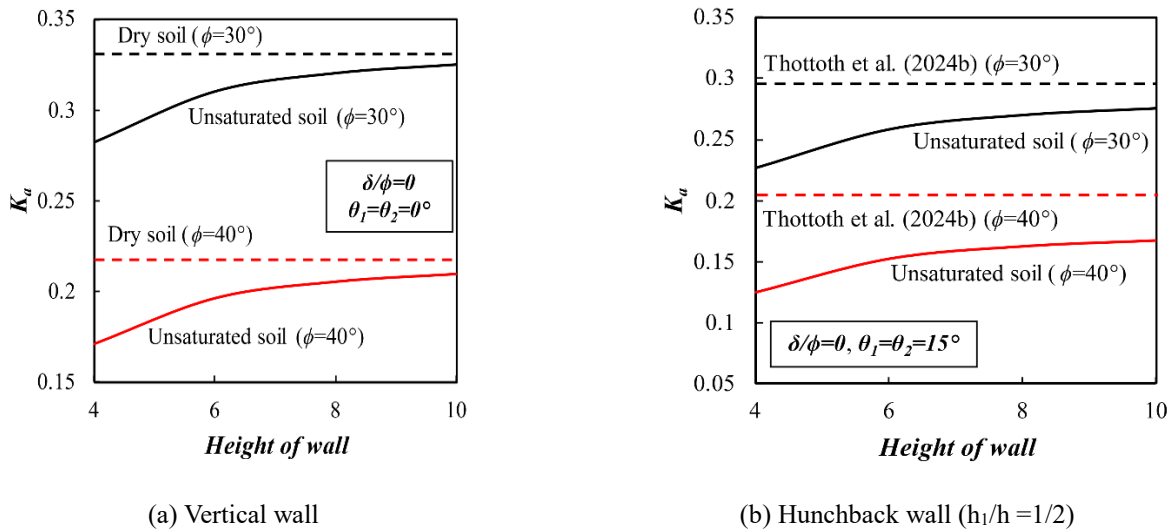 0.35
0.3
0.25
0.2
0.15
K_a
Dry soil (ϕ=30°)
Unsaturated soil (ϕ=30°)
δ/ϕ=0
θ₁=θ₂=0°
Dry soil (ϕ=40°)
Unsaturated soil (ϕ=40°)
4 6 8 10
Height of wall
(a) Vertical wall
0.35
0.3
0.25
0.2
0.15
0.1
0.05
K_a
Thottoth et al. (2024b) (ϕ=30°)
Unsaturated soil (ϕ=30°)
Thottoth et al. (2024b) (ϕ=40°)
Unsaturated soil (ϕ=40°)
δ/ϕ=0, θ₁=θ₂=15°
4 6 8 10
Height of wall
(b) Hunchback wall (h₁/h =1/2)